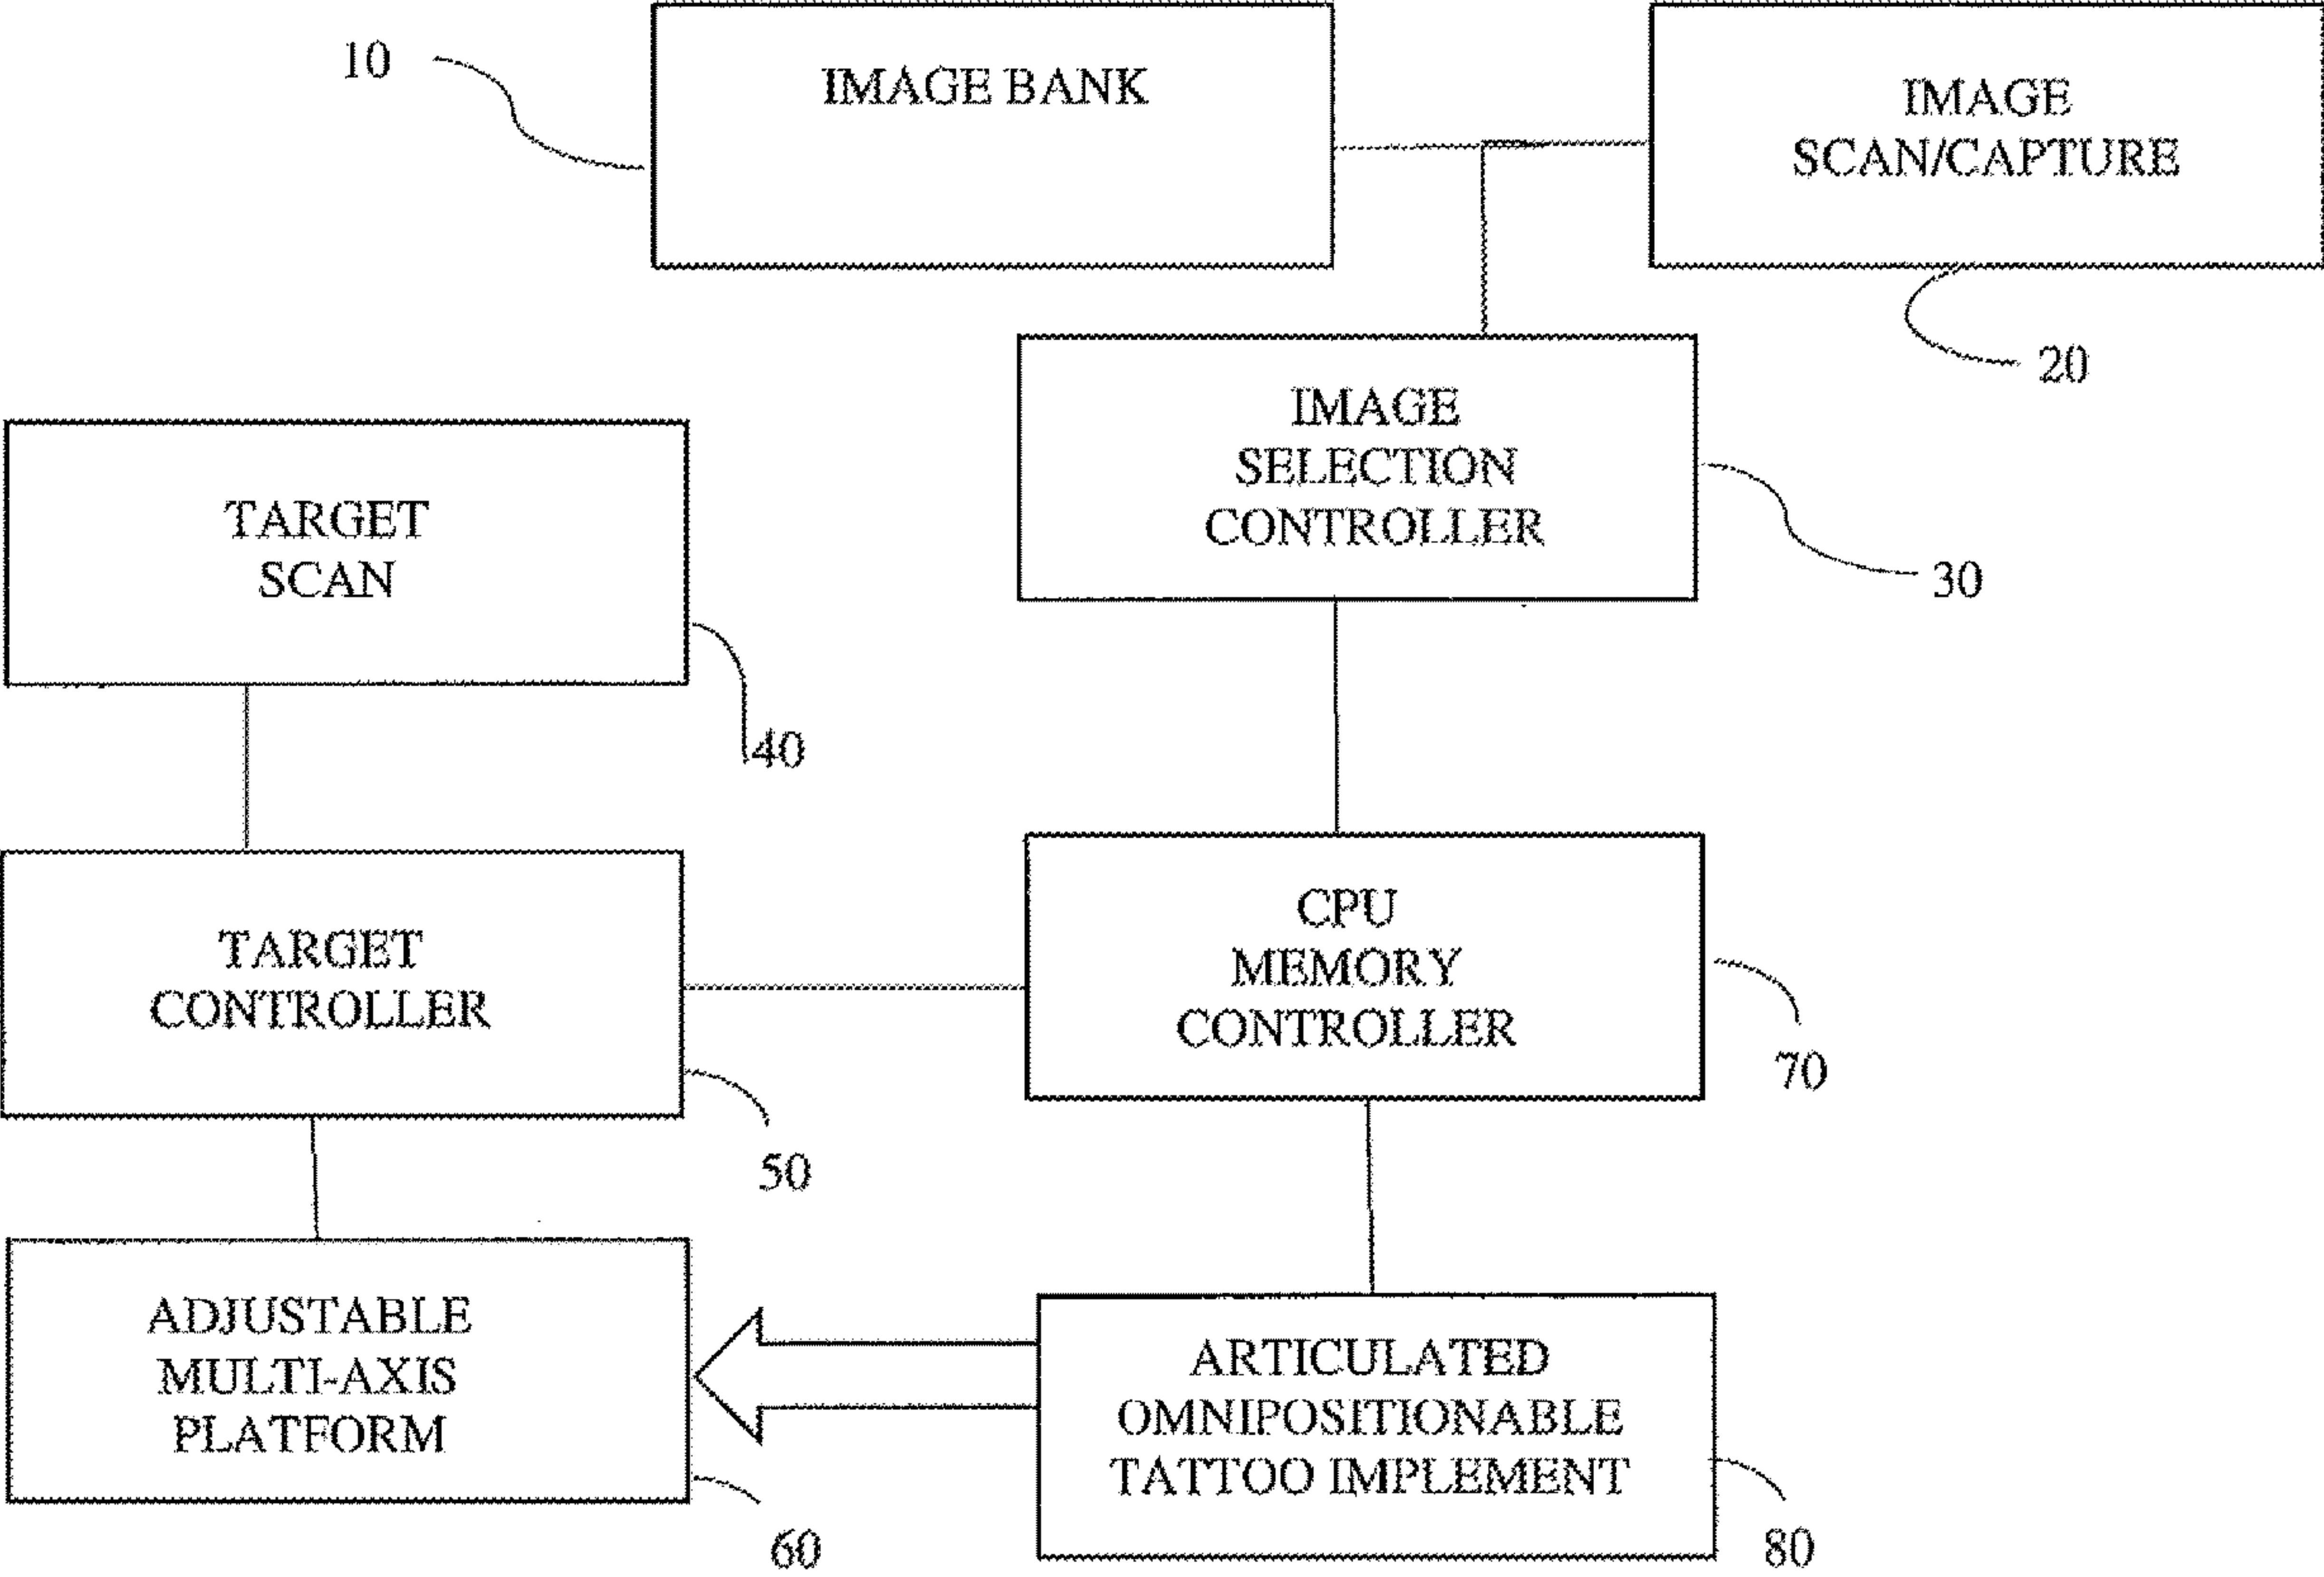 10
IMAGE BANK
IMAGE
SCAN/CAPTURE
20
IMAGE
SELECTION
CONTROLLER
30
TARGET
SCAN
40
TARGET
CONTROLLER
50
CPU
MEMORY
CONTROLLER
70
ADJUSTABLE
MULTI-AXIS
PLATFORM
60
ARTICULATED
OMNIPOSITIONABLE
TATTOO IMPLEMENT
80